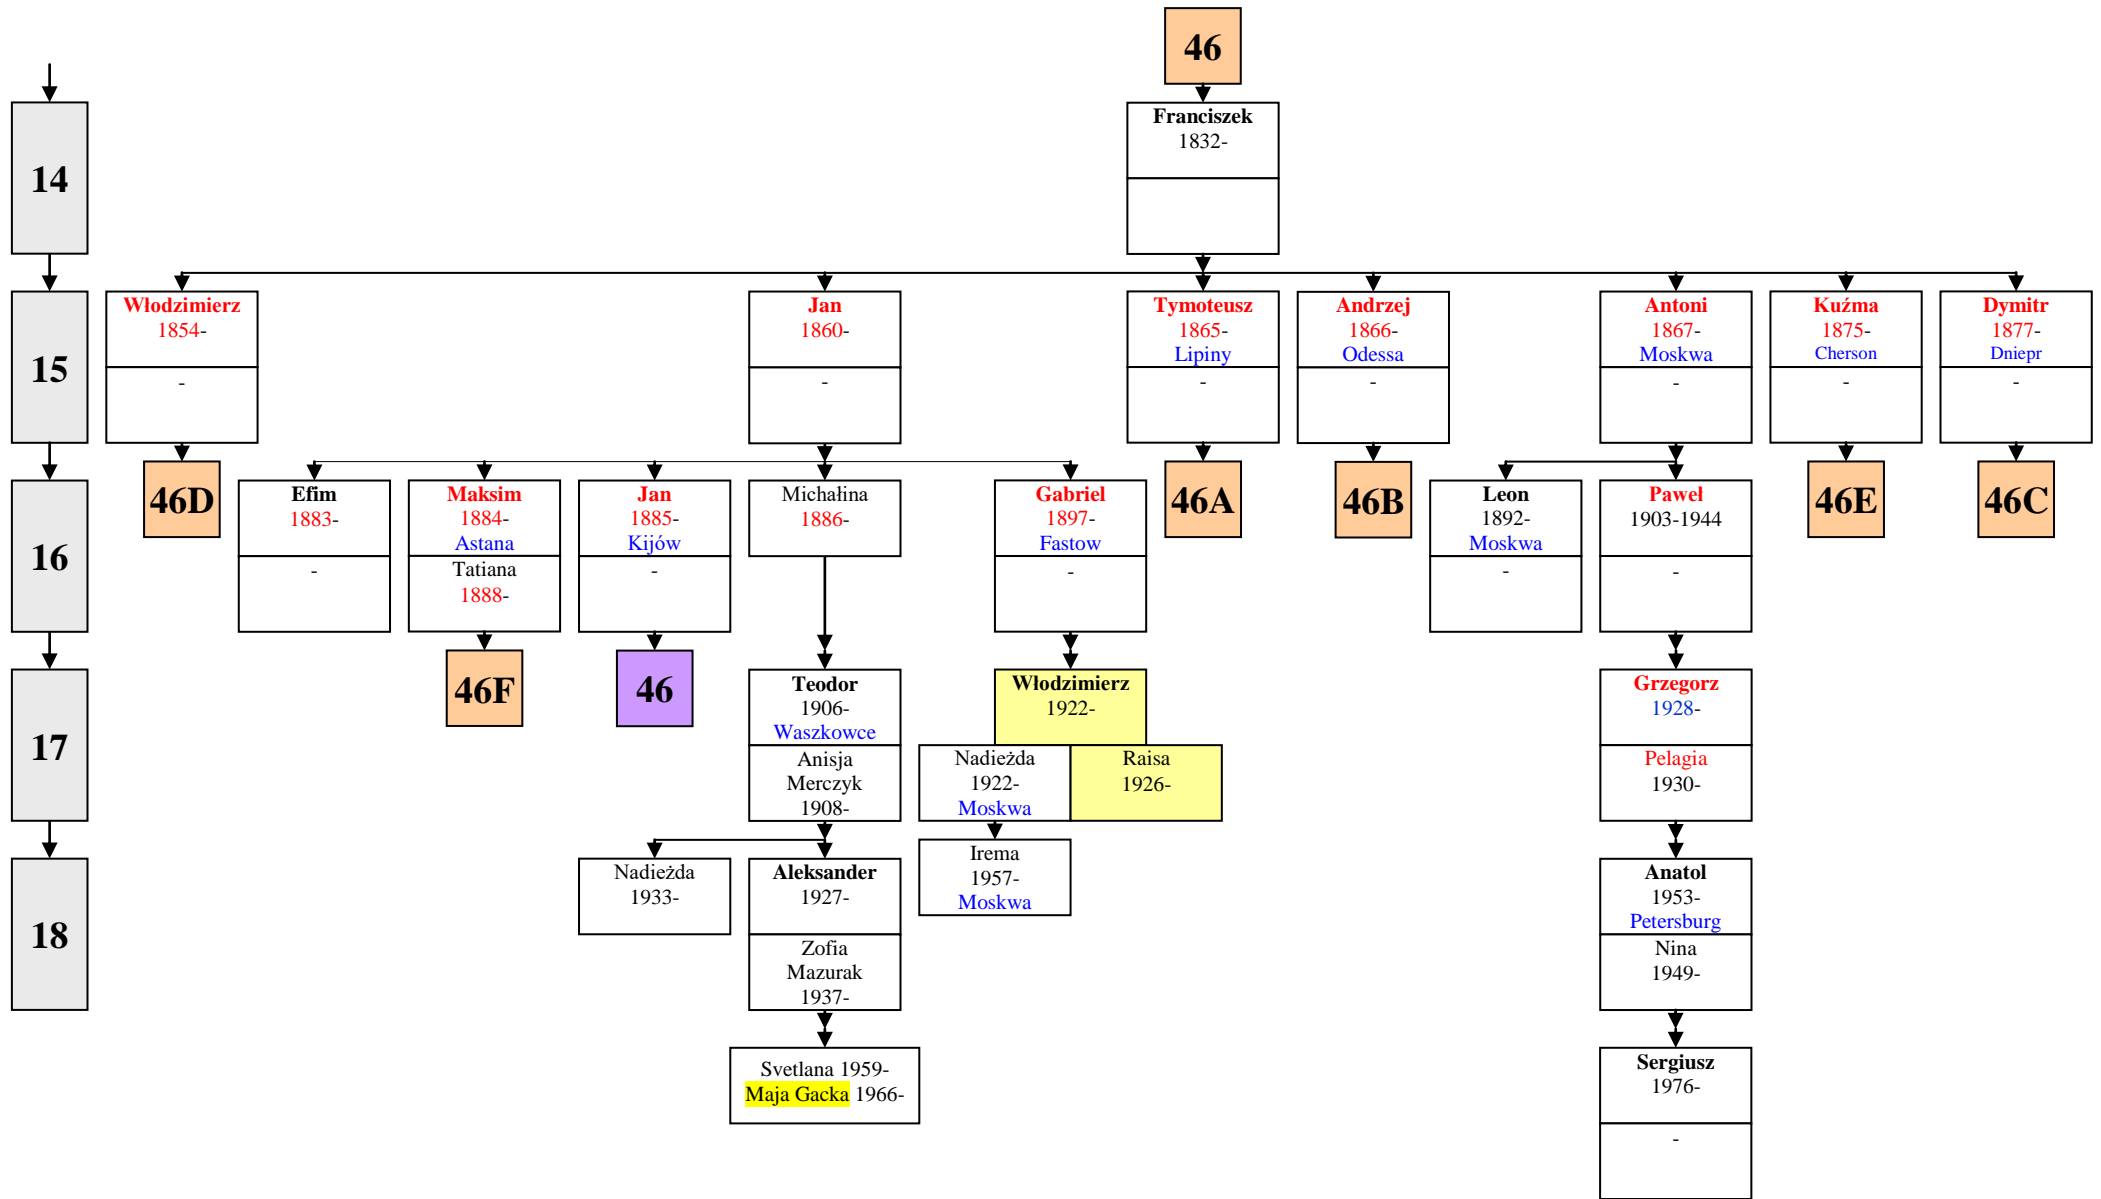 46
Franciszek
1832-
14
15
Włodzimierz
1854-
-
Jan
1860-
-
Tymoteusz
1865-
Lipiny
-
Andrzej
1866-
Odessa
-
Antoni
1867-
Moskwa
-
Kuźma
1875-
Cherson
-
Dymitr
1877-
Dniepr
-
16
46D
Efim
1883-
-
Maksim
1884-
Astana
Tatiana
1888-
Jan
1885-
Kijów
-
Michalina
1886-
Gabriel
1897-
Fastow
-
46A
46B
Leon
1892-
Moskwa
-
Paweł
1903-1944
-
46E
46C
17
46F
46
Teodor
1906-
Waszkowce
Anisja
Merczyk
1908-
Włodzimierz
1922-
Nadieżda
1922-
Moskwa
Raisa
1926-
Grzegorz
1928-
Pelagia
1930-
18
Nadieżda
1933-
Aleksander
1927-
Zofia
Mazurak
1937-
Irema
1957-
Moskwa
Anatol
1953-
Petersburg
Nina
1949-
Svetlana 1959-
Maja Gacka 1966-
Sergiusz
1976-
-